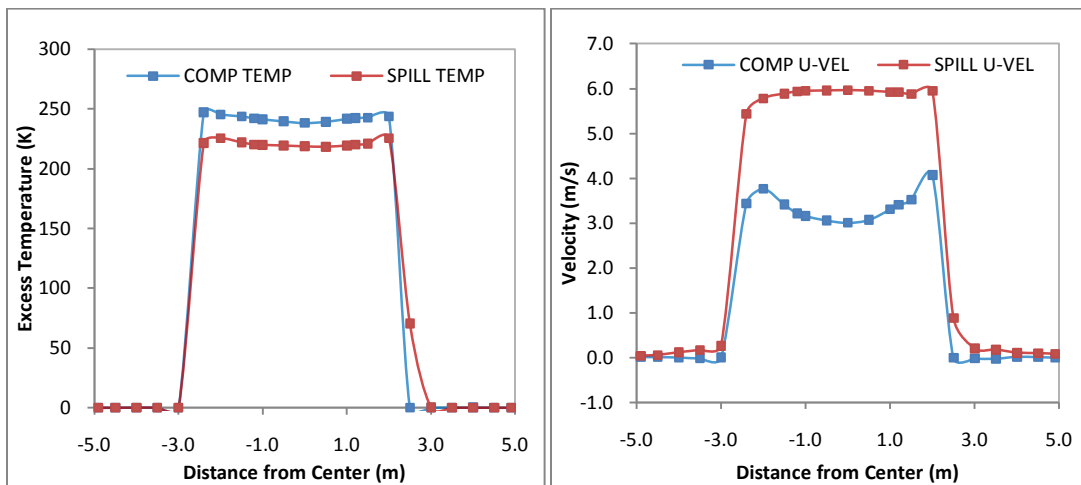 300
250
200
150
100
50
0
Excess Temperature (K)
COMP TEMP SPILL TEMP
-5.0 -3.0 -1.0 1.0 3.0 5.0
Distance from Center (m)
7.0
6.0
5.0
4.0
3.0
2.0
1.0
0.0
-1.0
Velocity (m/s)
COMP U-VEL SPILL U-VEL
-5.0 -3.0 -1.0 1.0 3.0 5.0
Distance from Center (m)